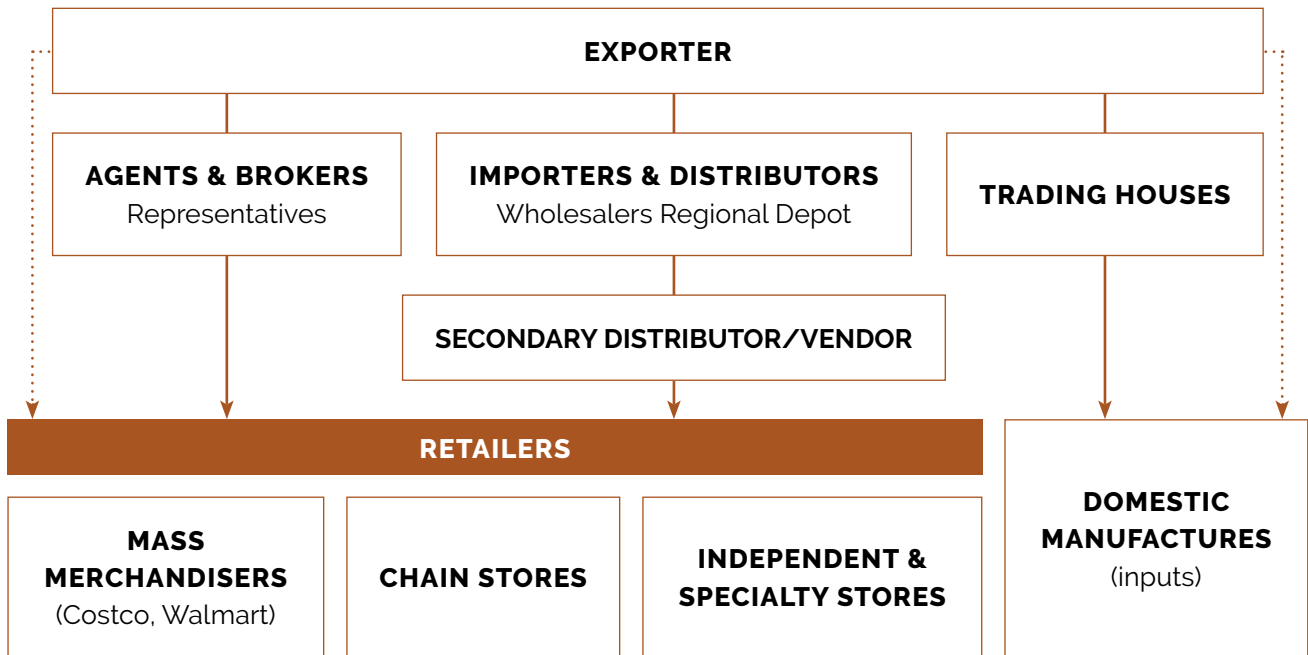 EXPORTER
AGENTS & BROKERS
Representatives
IMPORTERS & DISTRIBUTORS
Wholesalers Regional Depot
TRADING HOUSES
SECONDARY DISTRIBUTOR/VENDOR
RETAILERS
MASS
MERCHANDISERS
(Costco, Walmart)
CHAIN STORES
INDEPENDENT &
SPECIALTY STORES
DOMESTIC
MANUFACTURES
(inputs)